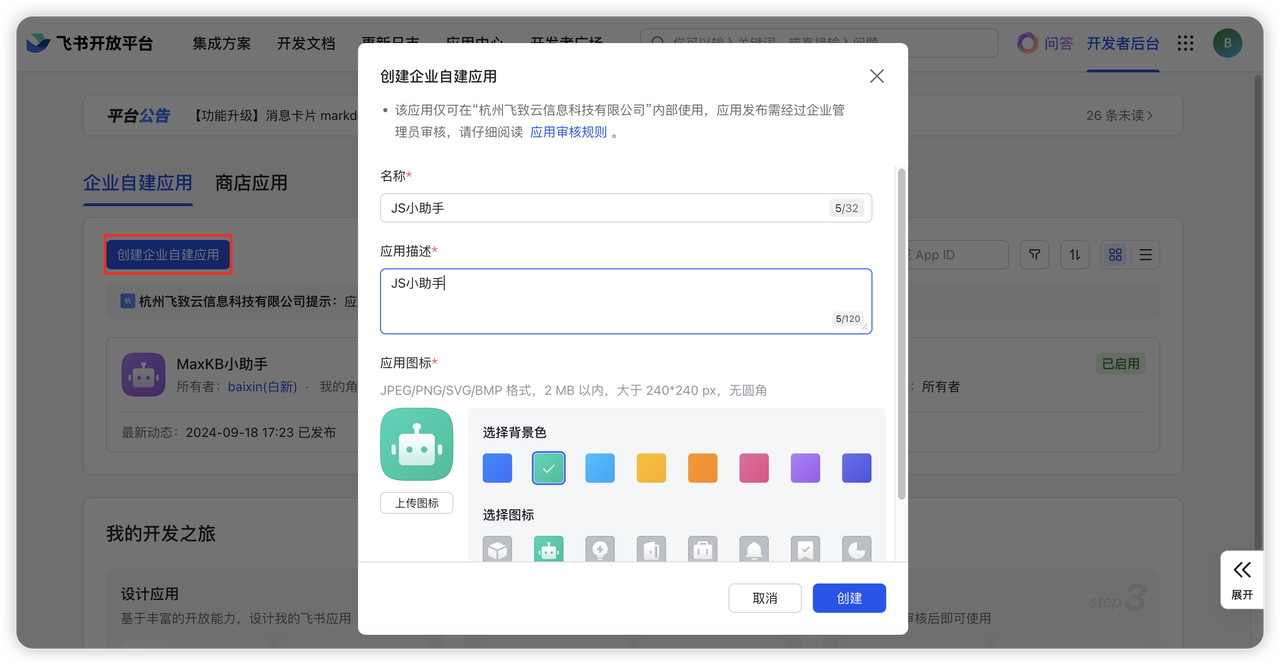 飞书开放平台
集成方案
开发文档
更新日志
应用中心
开发者广场
你可以输入关键词、或直接输入问题
问答
开发者后台
B
平台公告
【功能升级】消息卡片 markd
26 条未读
企业自建应用
商店应用
创建企业自建应用
App ID
杭州飞致云信息科技有限公司提示：应
MaxKB小助手
所有者：baixin(白新) · 我的角
：所有者
已启用
最新动态：2024-09-18 17:23 已发布
我的开发之旅
设计应用
基于丰富的开放能力，设计我的飞书应用
step 3
审核后即可使用
展开
创建企业自建应用
该应用仅可在“杭州飞致云信息科技有限公司”内部使用，应用发布需经过企业管
理员审核，请仔细阅读 应用审核规则 。
名称*
JS小助手
5/32
应用描述*
JS小助手
5/120
应用图标*
JPEG/PNG/SVG/BMP 格式，2 MB 以内，大于 240*240 px，无圆角
上传图标
选择背景色
选择图标
取消
创建